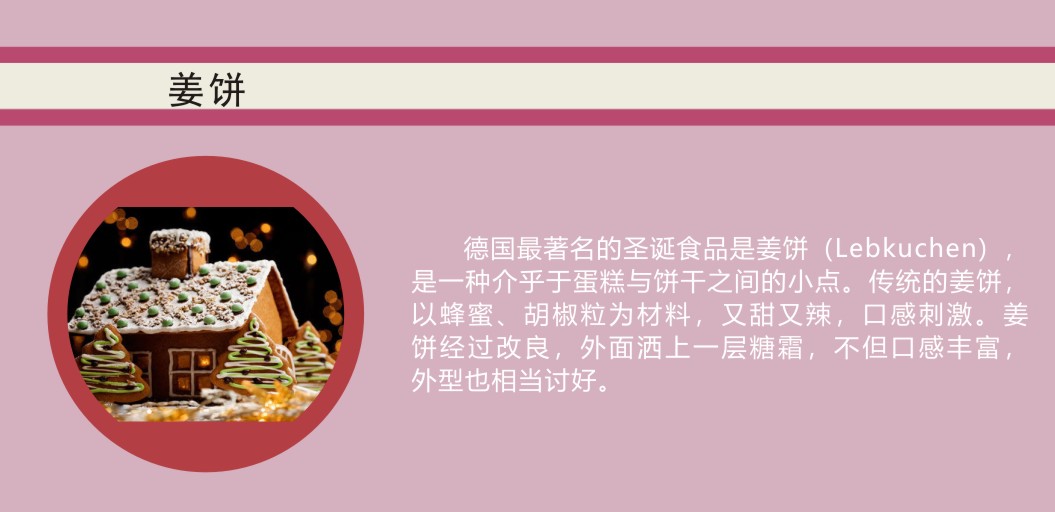 姜饼
德国最著名的圣诞食品是姜饼（Lebkuchen），
是一种介乎于蛋糕与饼干之间的小点。传统的姜饼，
以蜂蜜、胡椒粒为材料，又甜又辣，口感刺激。姜
饼经过改良，外面洒上一层糖霜，不但口感丰富，
外型也相当讨好。